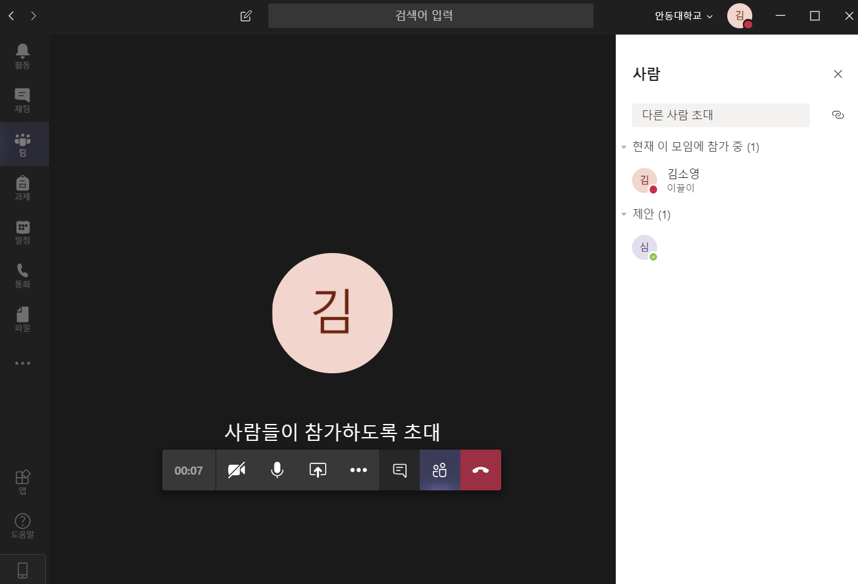 검색어 입력
안동대학교
김
활동
채팅
팀
과제
일정
통화
파일
앱
도움말
김
사람들이 참가하도록 초대
00:07
사람
다른 사람 초대
현재 이 모임에 참가 중 (1)
김
김소영
이끌이
제안 (1)
심